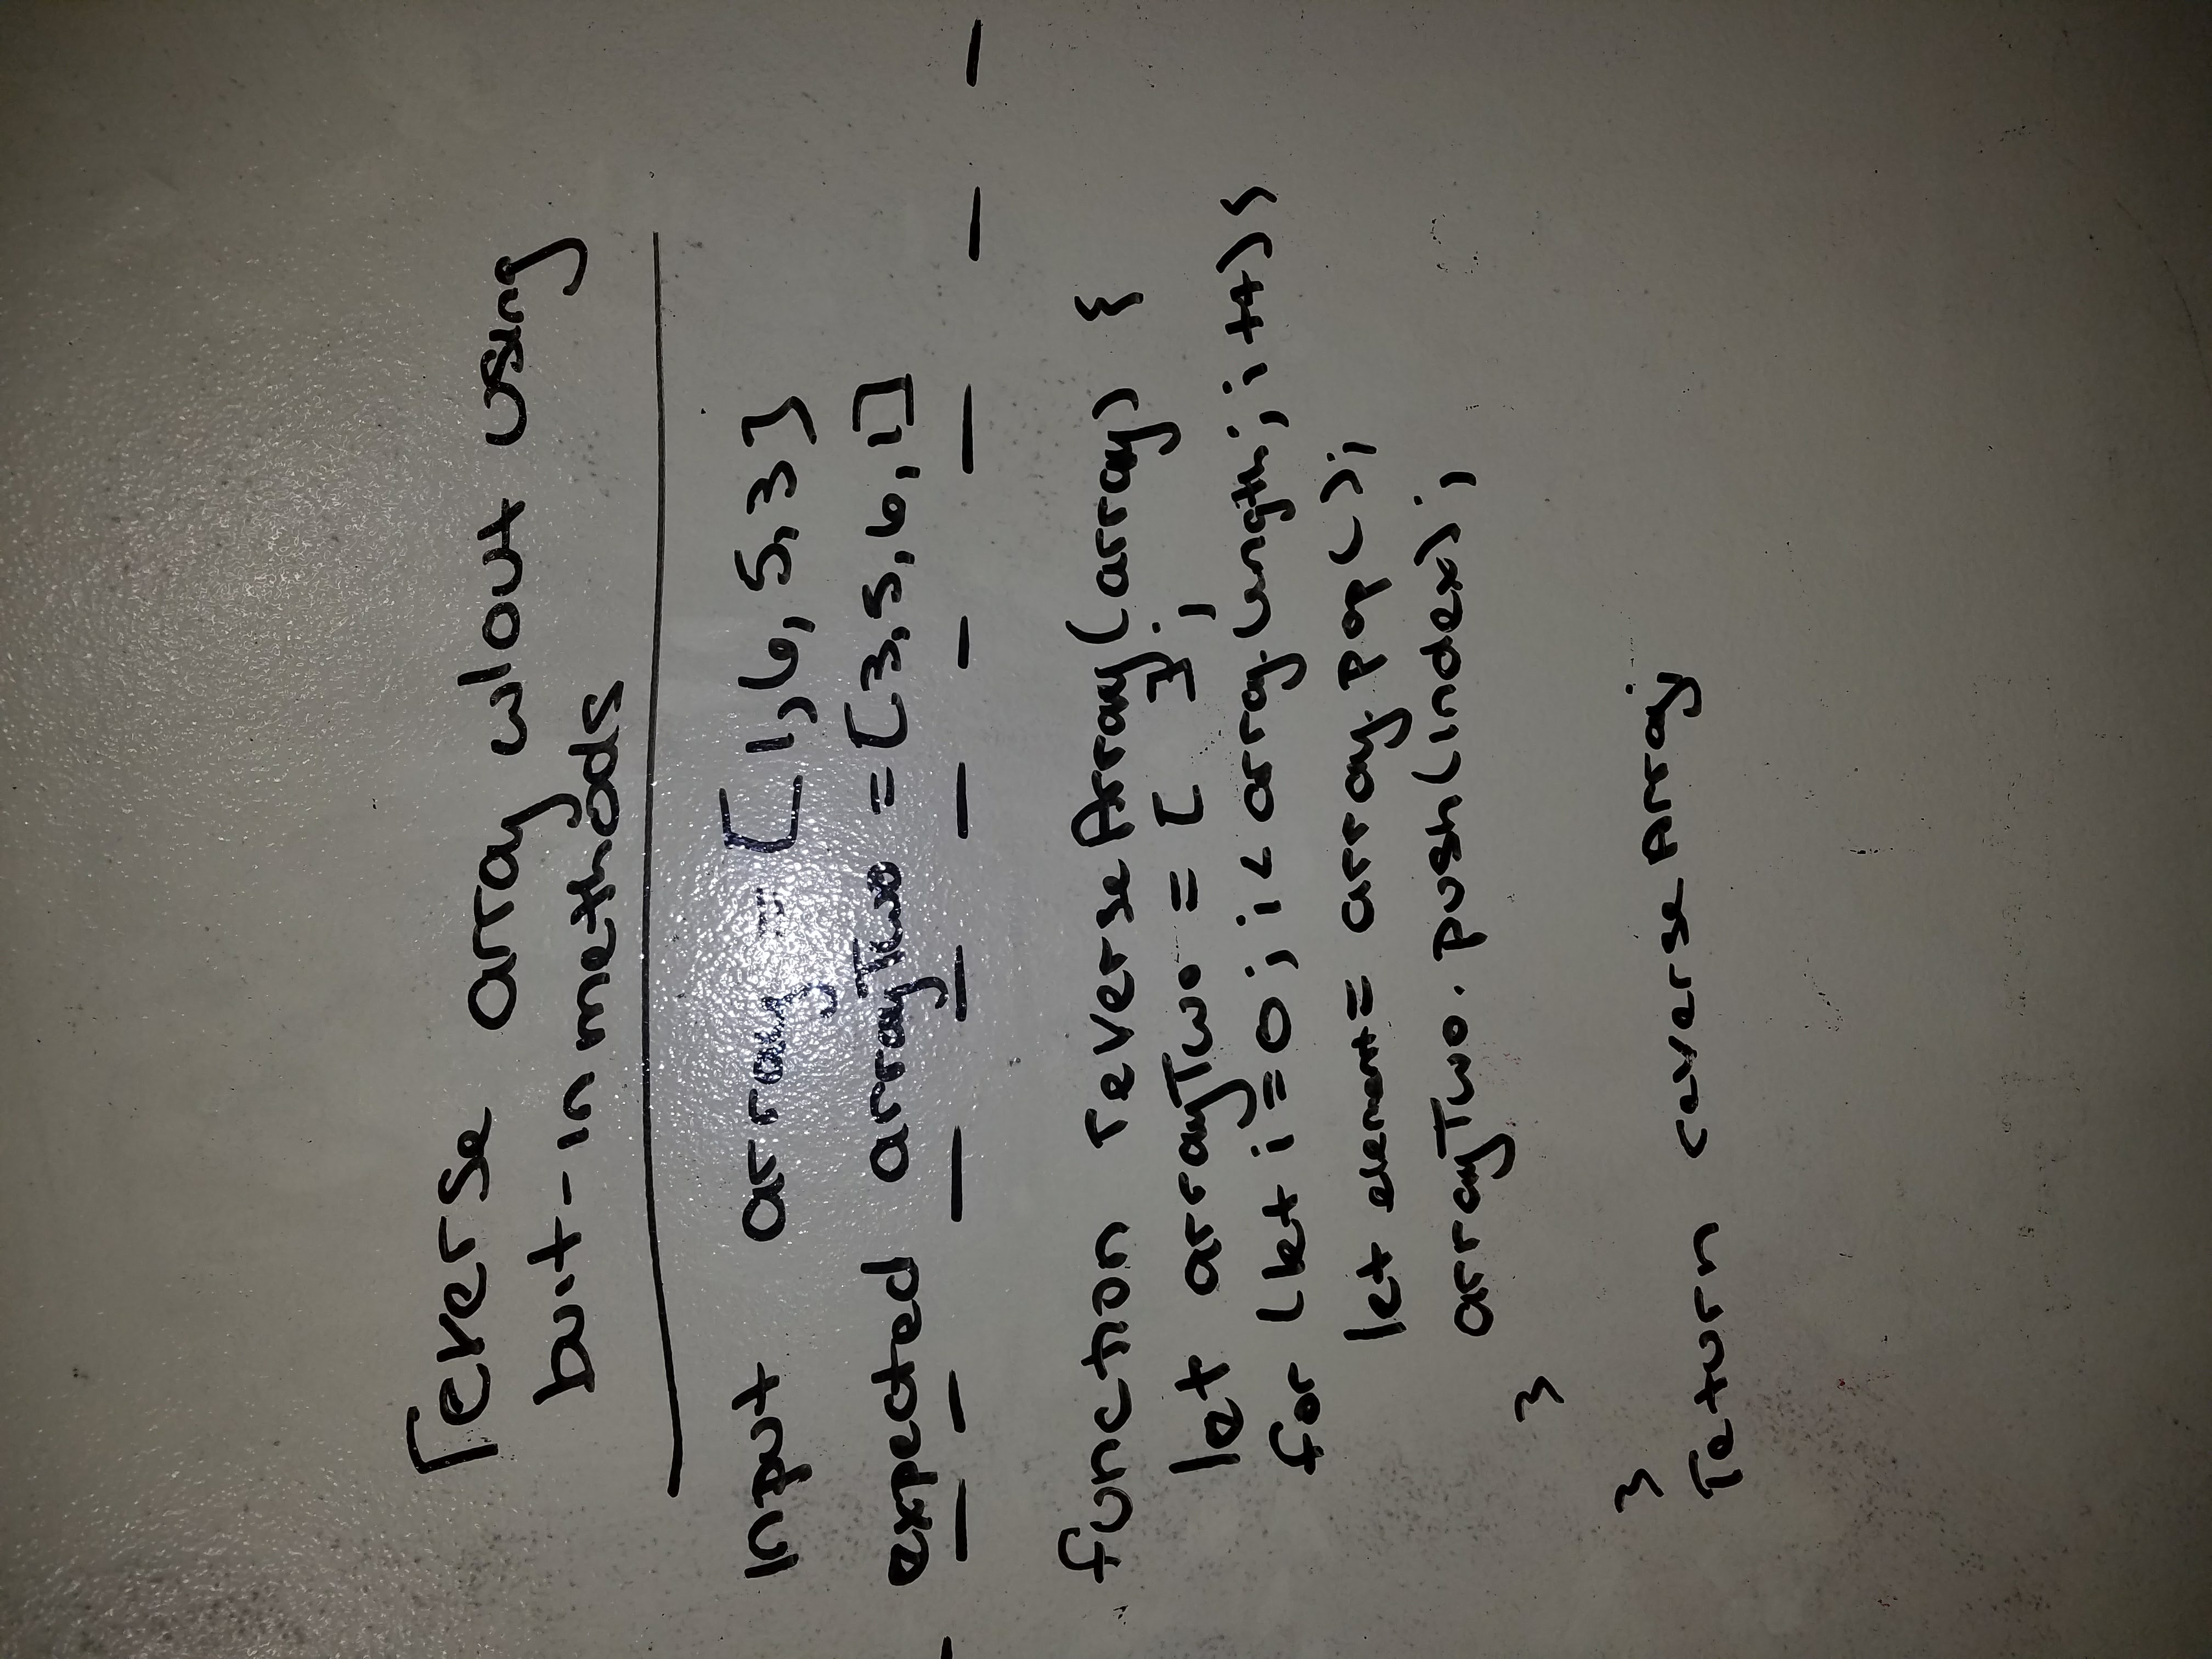 reverse array w/out using
buit-in methods
Input array = [1,6,5,3]
expected arrayTwo = [3,5,6,1]
function reverseArray(array) {
let arrayTwo = [ ];
for (let i=0; i< array.length; i++) {
let element= array.pop();
arrayTwo.push(index);
}
}
return reverseArray;